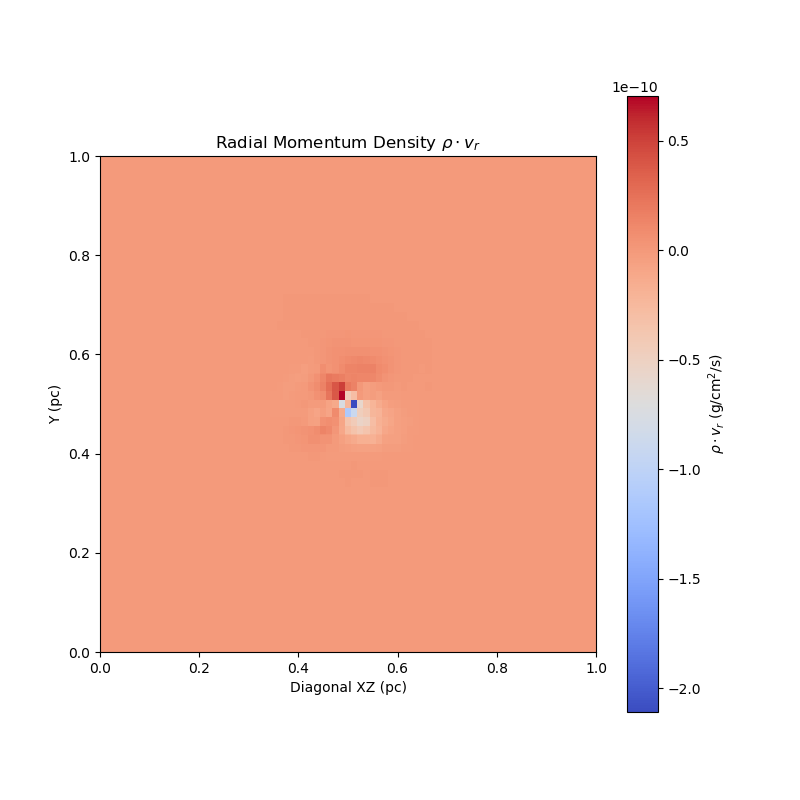 1e−10
Radial Momentum Density ρ · v_r
1.0
0.8
0.6
0.4
0.2
0.0
Y (pc)
0.0 0.2 0.4 0.6 0.8 1.0
Diagonal XZ (pc)
0.5
0.0
−0.5
−1.0
−1.5
−2.0
ρ · v_r (g/cm²/s)